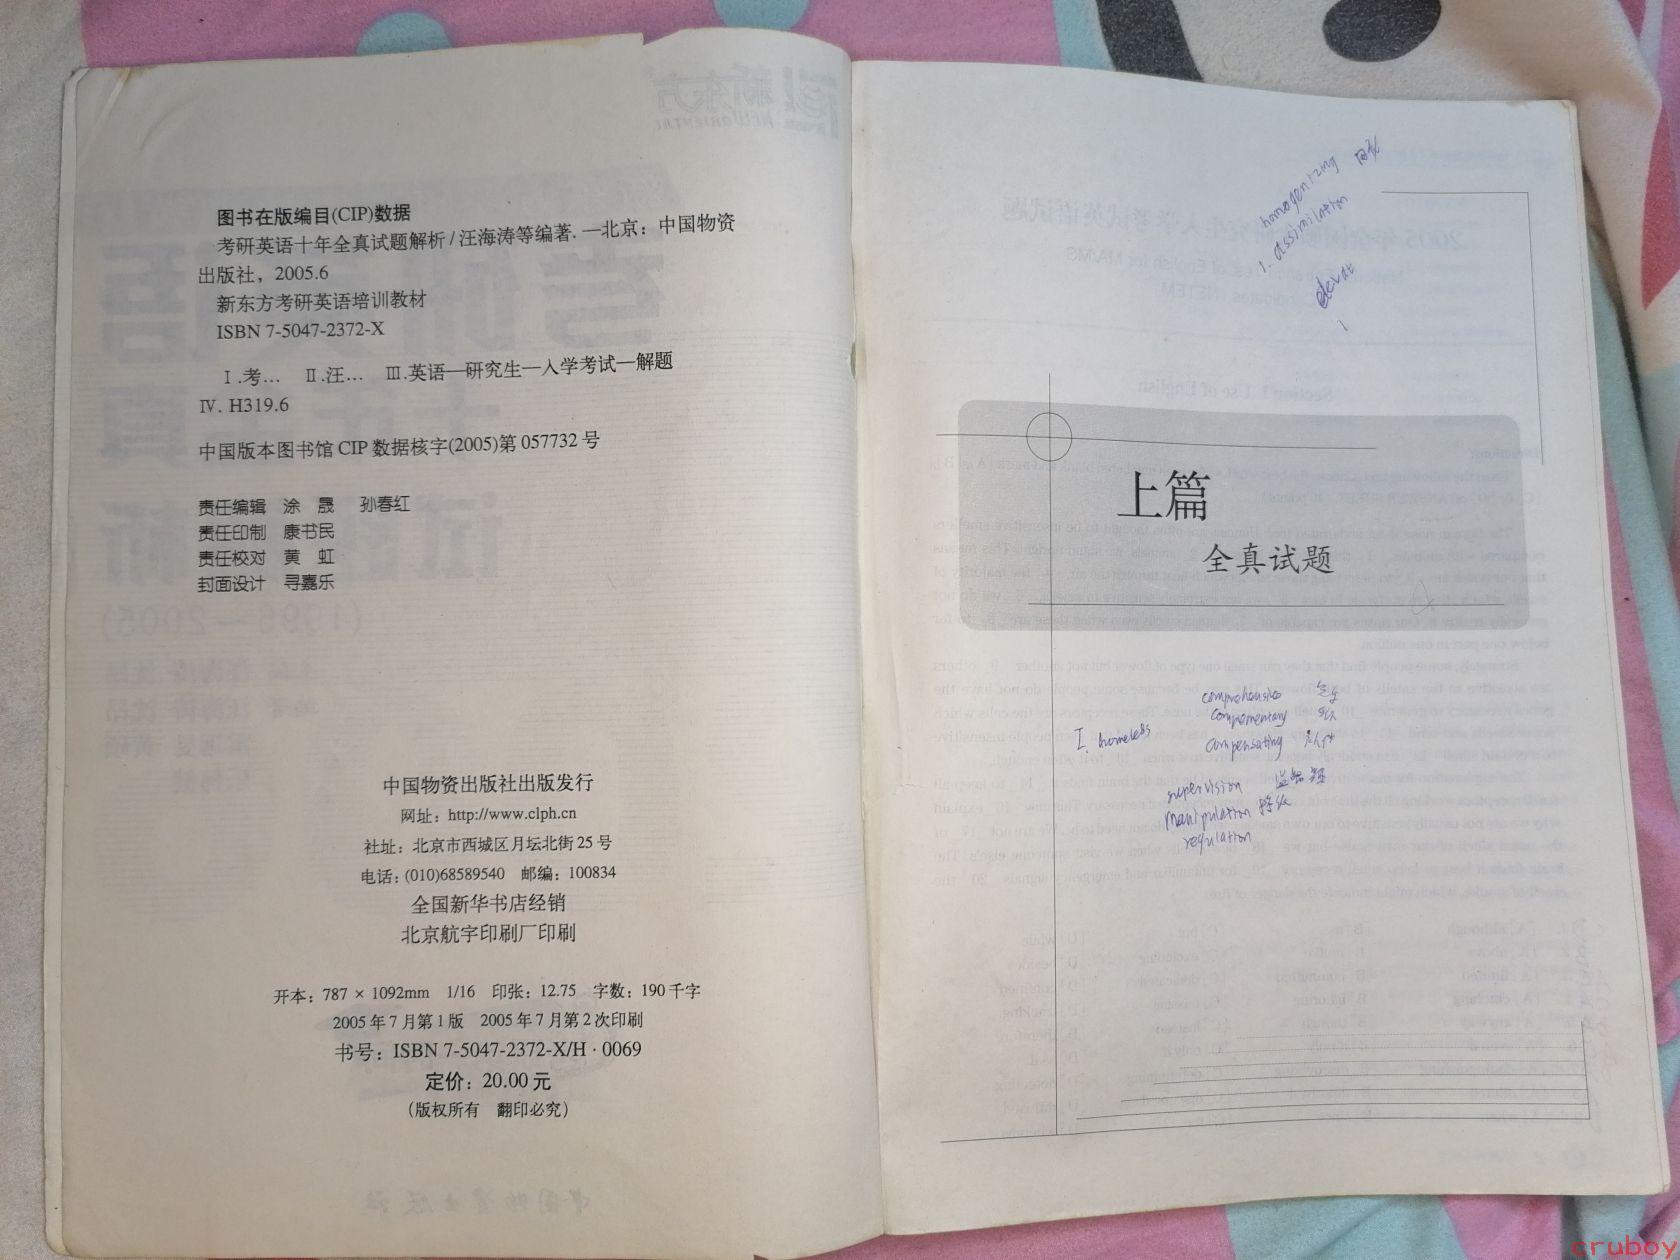 图书在版编目(CIP)数据
考研英语十年全真试题解析/汪海涛等编著.—北京：中国物资
出版社，2005.6
新东方考研英语培训教材
ISBN 7-5047-2372-X
Ⅰ.考… Ⅱ.汪… Ⅲ.英语—研究生—入学考试—解题
Ⅳ. H319.6
中国版本图书馆 CIP 数据核字(2005)第 057732 号
责任编辑 涂 晟 孙春红
责任印制 康书民
责任校对 黄 虹
封面设计 寻嘉乐
中国物资出版社出版发行
网址：http://www.clph.cn
社址：北京市西城区月坛北街 25 号
电话：(010)68589540 邮编：100834
全国新华书店经销
北京航宇印刷厂印刷
开本：787 × 1092mm 1/16 印张：12.75 字数：190 千字
2005 年 7 月第 1 版 2005 年 7 月第 2 次印刷
书号：ISBN 7-5047-2372-X/H · 0069
定价：20.00 元
(版权所有 翻印必究)
homogenizing
1. assimilation
上篇
全真试题
comprehensive
I. homeless
compensating
supervision
manipulation
regulation
cruboy